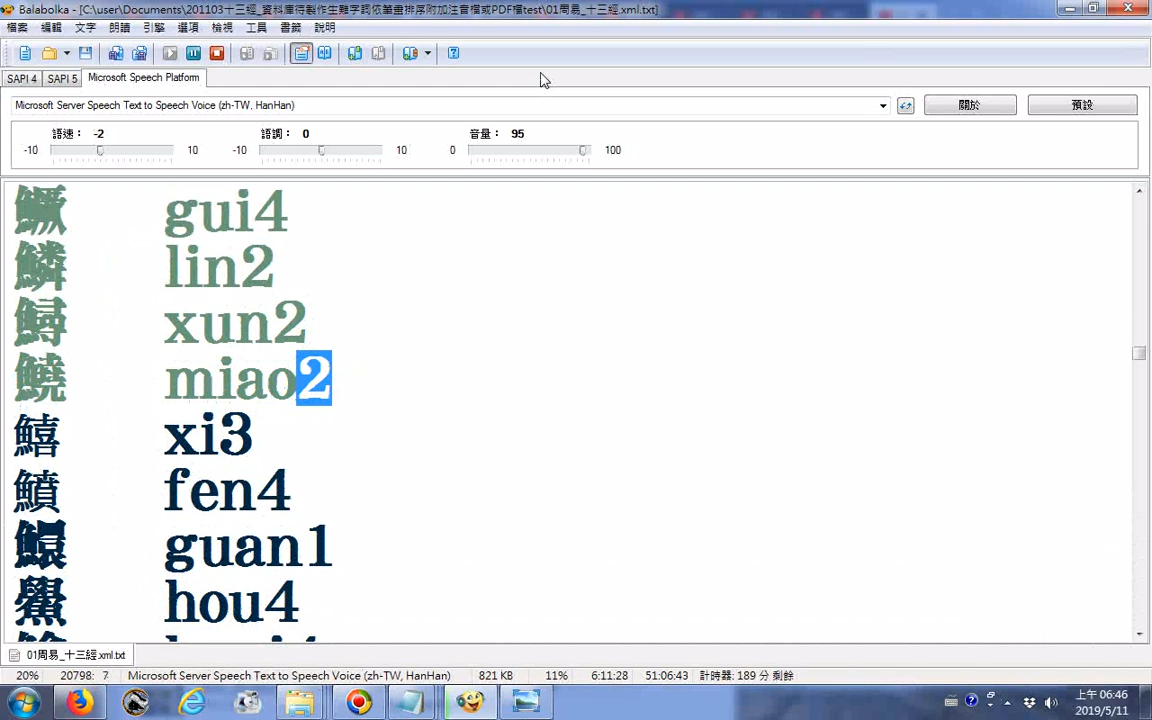 Balabolka - [C:\user\Documents\201103十三經_資料庫待製作生難字詞依筆畫排序附加注音檔或PDF檔test\01周易_十三經.xml.txt]
檔案 編輯 文字 朗讀 引擎 選項 檢視 工具 書籤 說明
SAPI 4 SAPI 5 Microsoft Speech Platform
Microsoft Server Speech Text to Speech Voice (zh-TW, HanHan) 關於 預設
語速： -2 語調： 0 音量： 95
-10 10 -10 10 0 100
鱖 gui4
鱗 lin2
鱘 xun2
鱙 miao2
鱚 xi3
鱝 fen4
鱞 guan1
鱟 hou4
01周易_十三經.xml.txt
20% 20798: 7 Microsoft Server Speech Text to Speech Voice (zh-TW, HanHan) 821 KB 11% 6:11:28 51:06:43 計時器: 189 分 剩餘
上午 06:46
2019/5/11